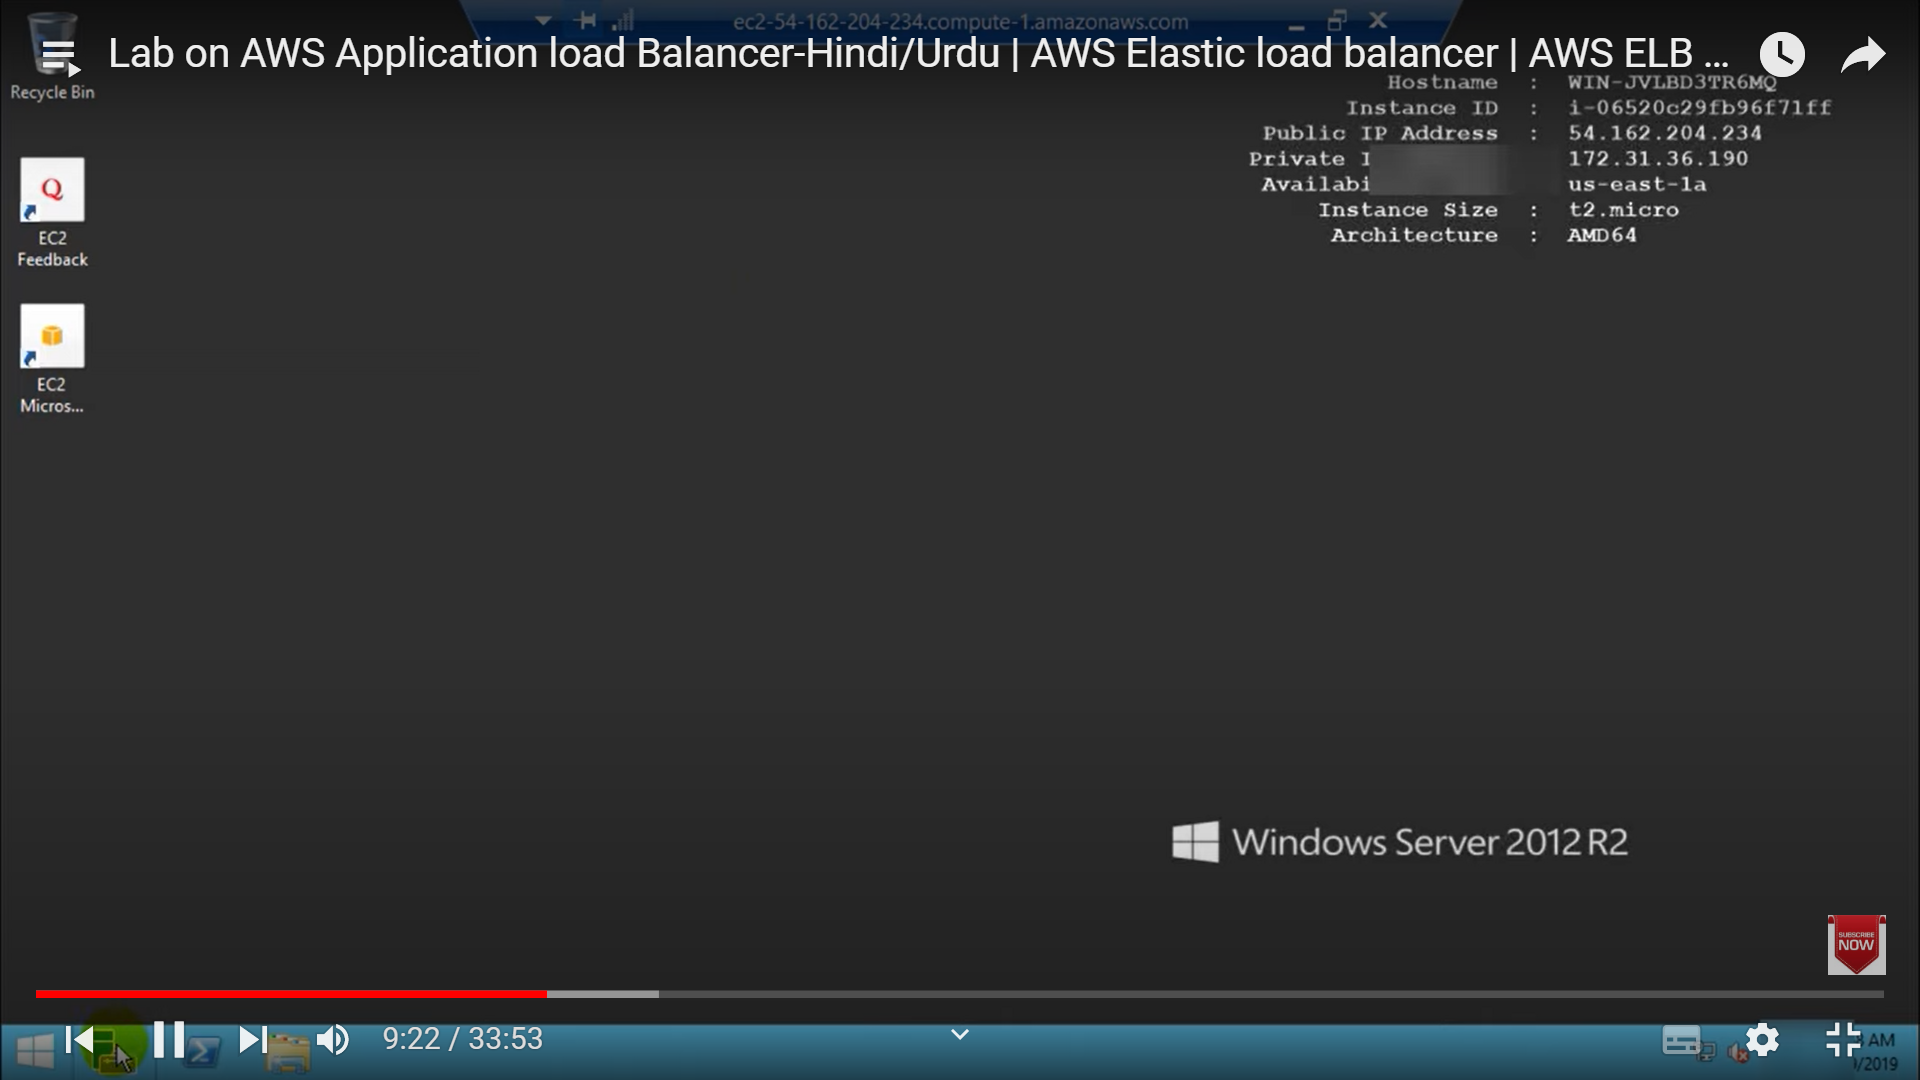 ec2-54-162-204-234.compute-1.amazonaws.com
Lab on AWS Application load Balancer-Hindi/Urdu | AWS Elastic load balancer | AWS ELB ...
Recycle Bin
Hostname : WIN-JVLBD3TR6MQ
Instance ID : i-06520c29fb96f71ff
Public IP Address : 54.162.204.234
Private I 172.31.36.190
Availabi us-east-1a
Instance Size : t2.micro
Architecture : AMD64
EC2
Feedback
EC2
Micros...
Windows Server 2012 R2
SUBSCRIBE
NOW
9:22 / 33:53
AM
/2019